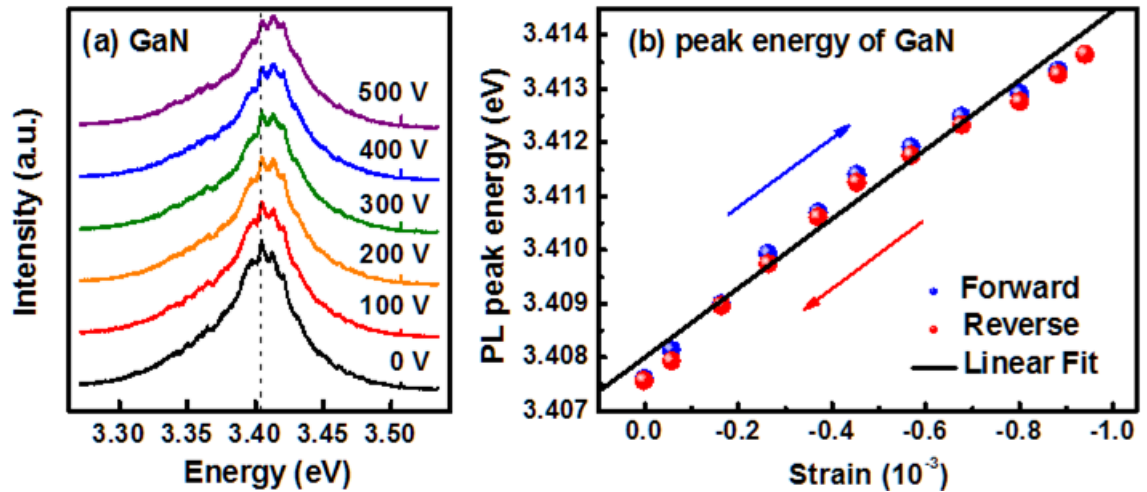 (a) GaN
500 V
400 V
300 V
200 V
100 V
0 V
Intensity (a.u.)
3.30 3.35 3.40 3.45 3.50
Energy (eV)
(b) peak energy of GaN
3.414
3.413
3.412
3.411
3.410
3.409
3.408
3.407
PL peak energy (eV)
Forward
Reverse
Linear Fit
0.0 -0.2 -0.4 -0.6 -0.8 -1.0
Strain (10⁻³)